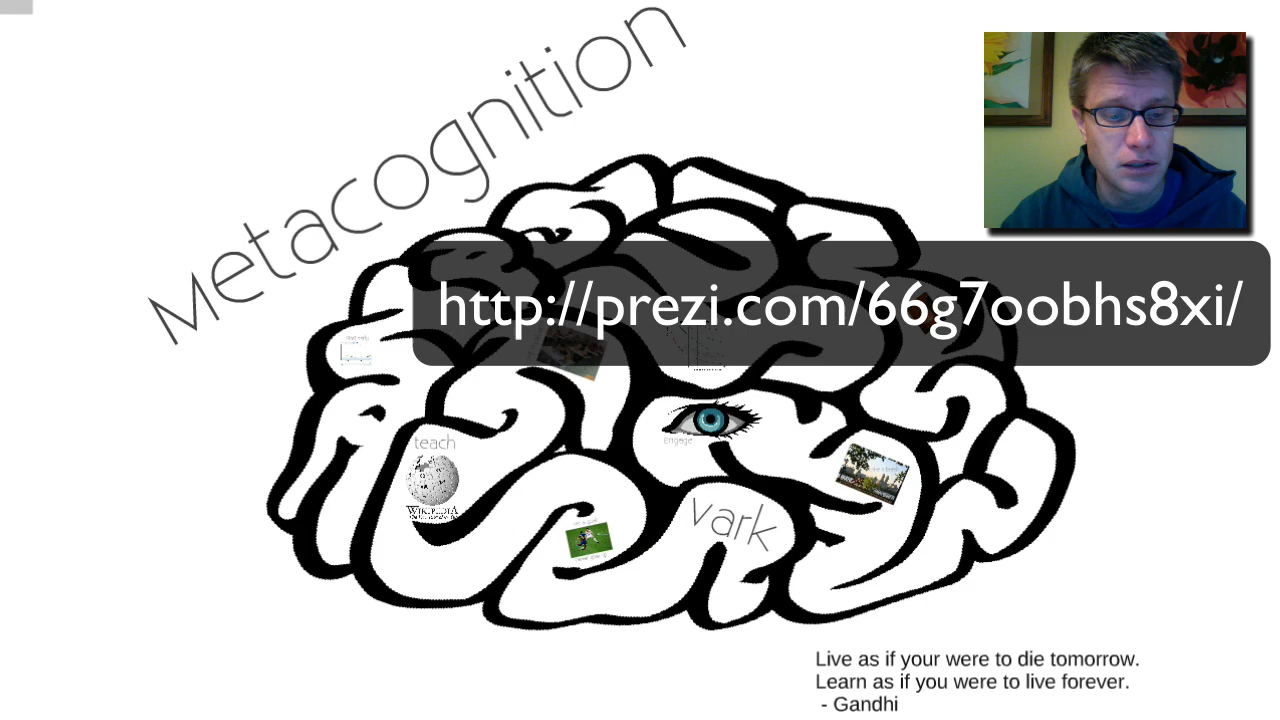 Metacognition
http://prezi.com/66g7oobhs8xi/
teach
WIKIPEDIA
engage
vark
Live as if your were to die tomorrow.
Learn as if you were to live forever.
- Gandhi